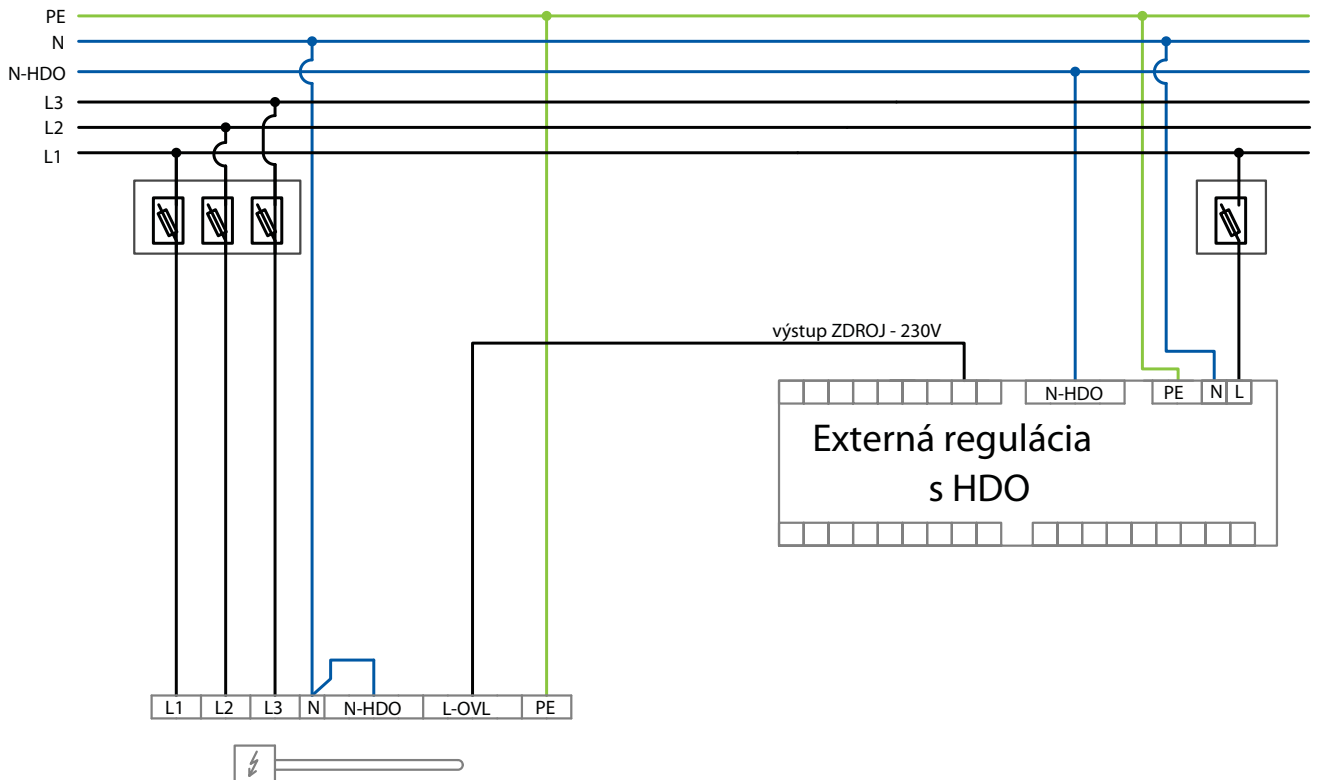 PE
N
N-HDO
L3
L2
L1
výstup ZDROJ - 230V
N-HDO PE N L
Externá regulácia
s HDO
L1 L2 L3 N N-HDO L-OVL PE